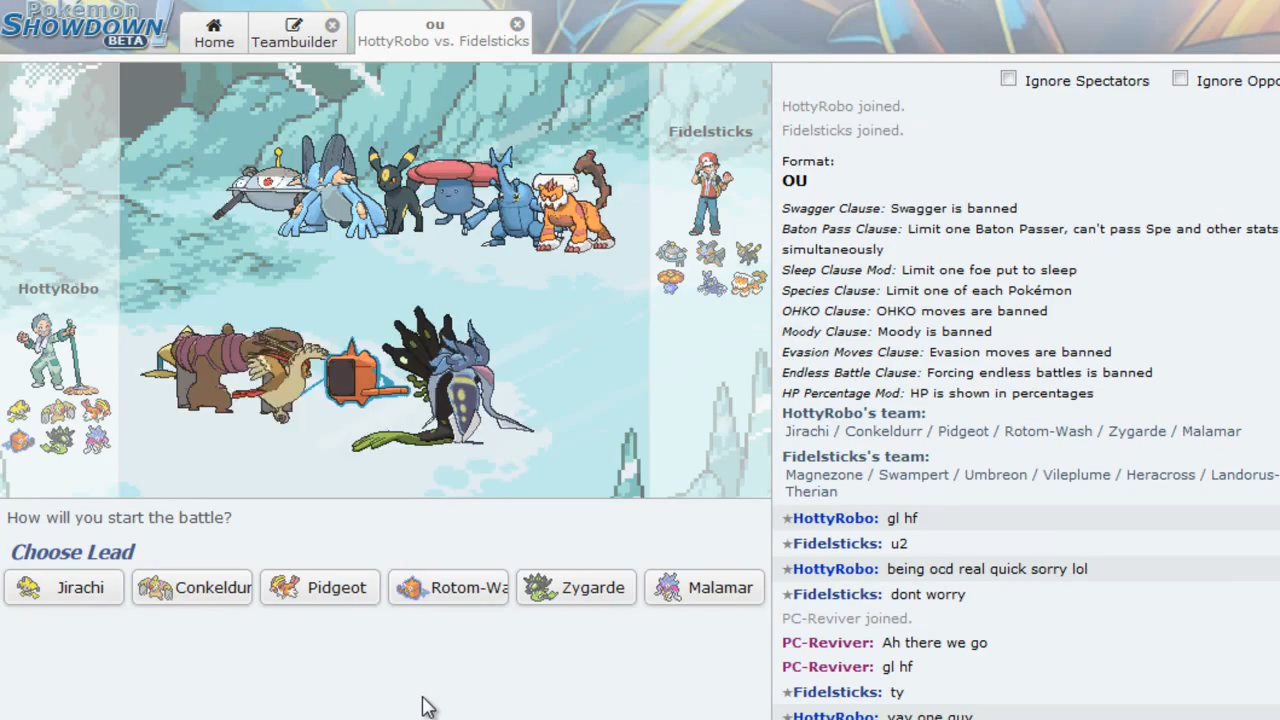 Pokémon
SHOWDOWN!
BETA
Home
Teambuilder
ou
HottyRobo vs. Fidelsticks
HottyRobo
Fidelsticks
How will you start the battle?
Choose Lead
Jirachi
Conkeldur
Pidgeot
Rotom-Wa
Zygarde
Malamar
Ignore Spectators
Ignore Oppo
HottyRobo joined.
Fidelsticks joined.
Format:
OU
Swagger Clause: Swagger is banned
Baton Pass Clause: Limit one Baton Passer, can't pass Spe and other stats
simultaneously
Sleep Clause Mod: Limit one foe put to sleep
Species Clause: Limit one of each Pokémon
OHKO Clause: OHKO moves are banned
Moody Clause: Moody is banned
Evasion Moves Clause: Evasion moves are banned
Endless Battle Clause: Forcing endless battles is banned
HP Percentage Mod: HP is shown in percentages
HottyRobo's team:
Jirachi / Conkeldurr / Pidgeot / Rotom-Wash / Zygarde / Malamar
Fidelsticks's team:
Magnezone / Swampert / Umbreon / Vileplume / Heracross / Landorus-
Therian
★HottyRobo: gl hf
★Fidelsticks: u2
★HottyRobo: being ocd real quick sorry lol
★Fidelsticks: dont worry
PC-Reviver joined.
PC-Reviver: Ah there we go
PC-Reviver: gl hf
★Fidelsticks: ty
★HottyRobo: yay one guy